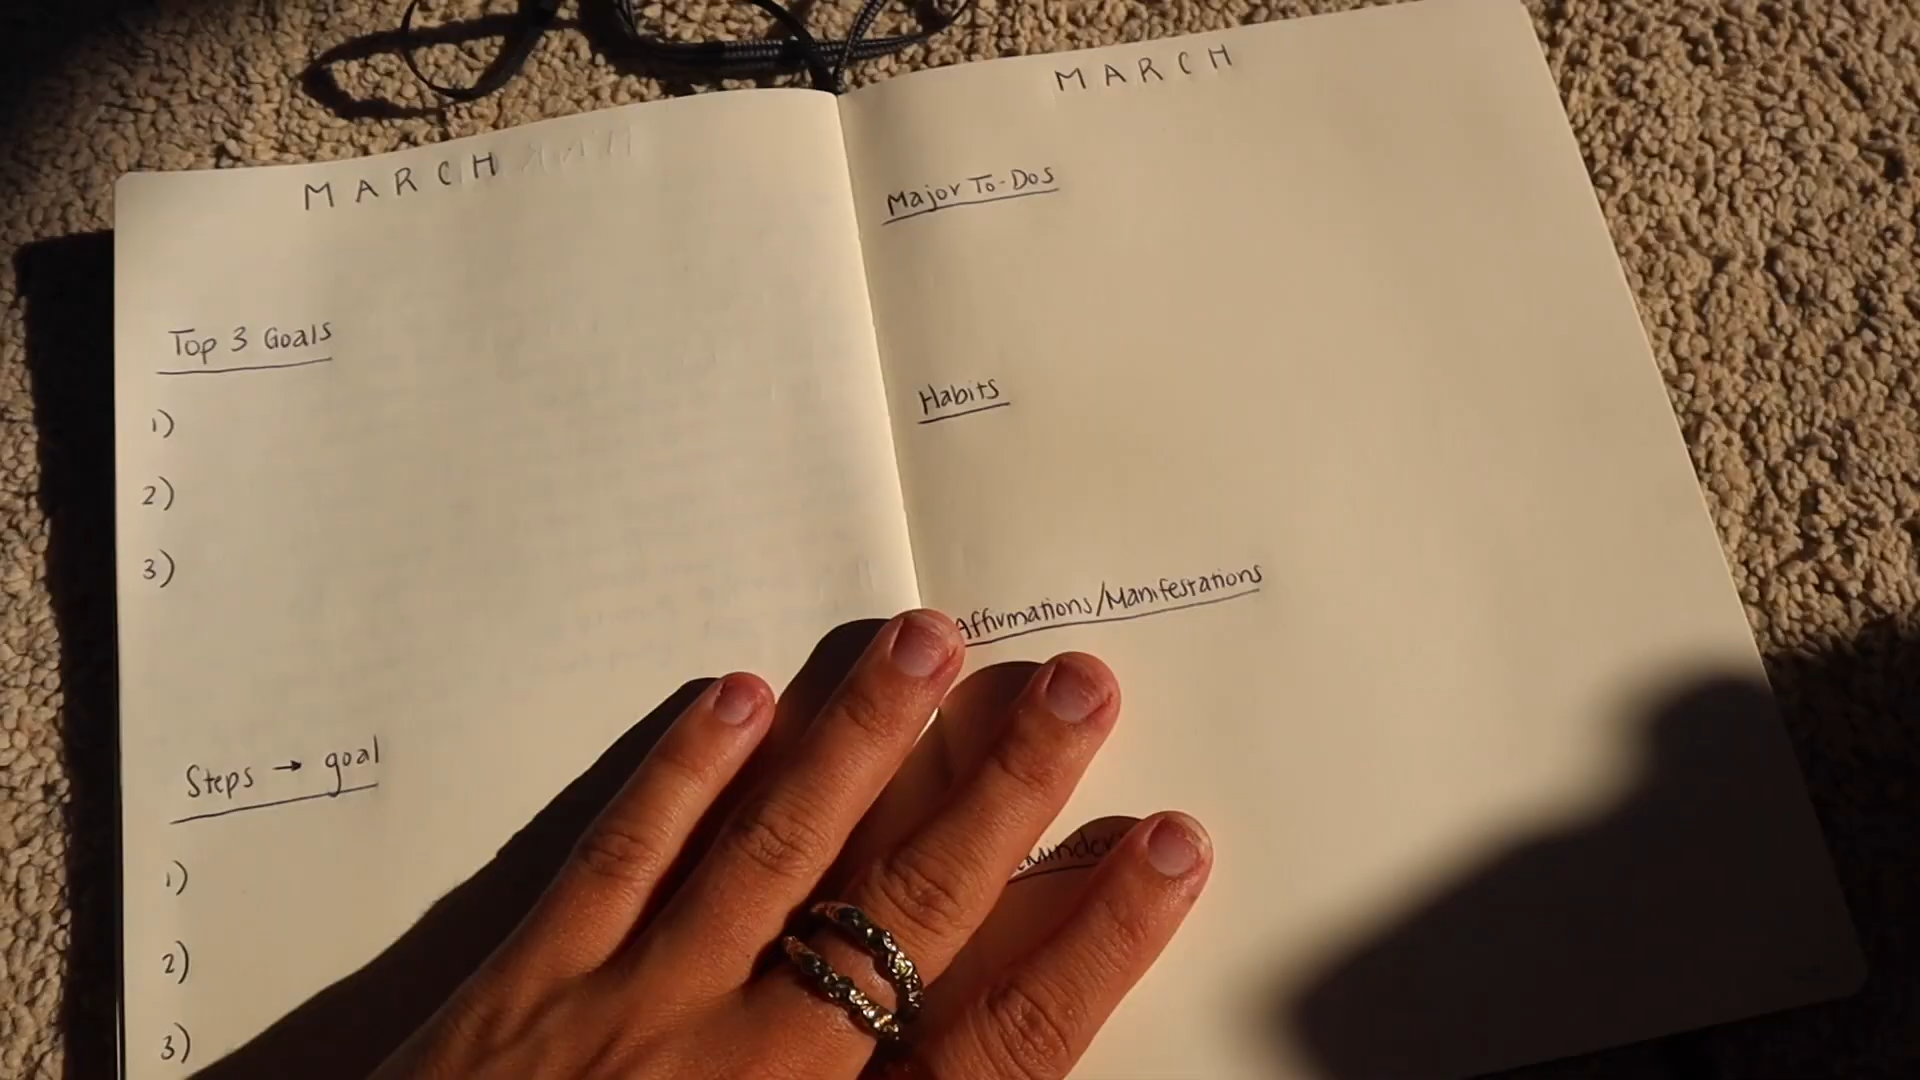 MARCH
Top 3 Goals
1)
2)
3)
Steps → goal
1)
2)
3)
MARCH
Major To-Dos
Habits
Affirmations/Manifestations